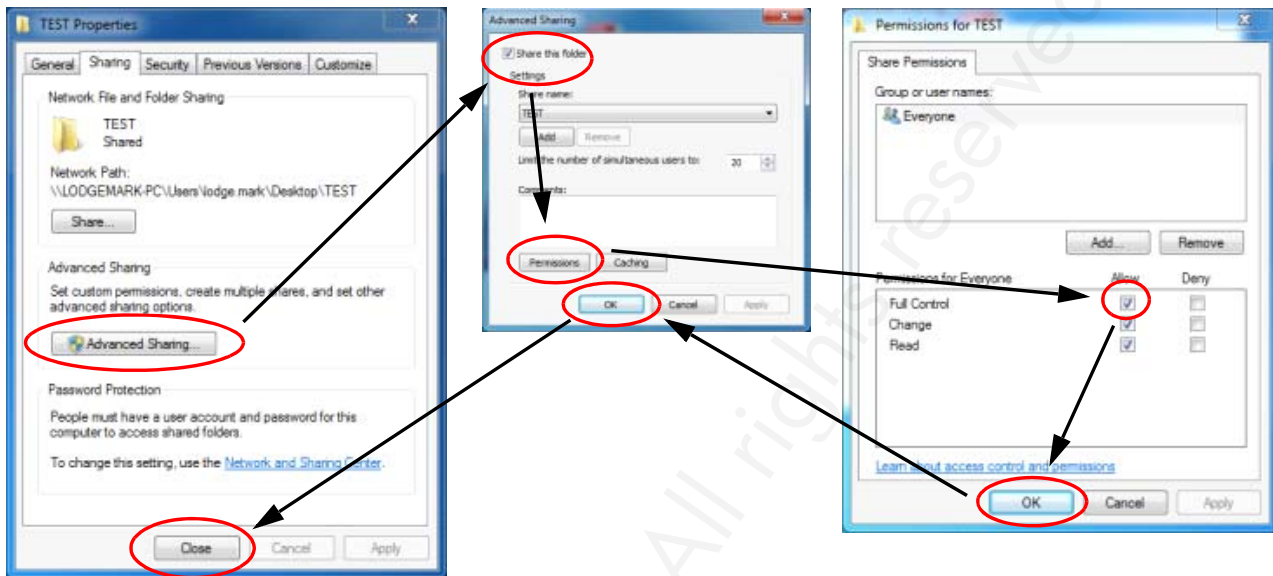 TEST Properties
General Sharing Security Previous Versions Customize
Network File and Folder Sharing
TEST
Shared
Network Path:
\\LODGEMARK-PC\Users\lodge.mark\Desktop\TEST
Share...
Advanced Sharing
Set custom permissions, create multiple shares, and set other
advanced sharing options.
Advanced Sharing...
Password Protection
People must have a user account and password for this
computer to access shared folders.
To change this setting, use the Network and Sharing Center.
Close Cancel Apply
Advanced Sharing
Share this folder
Settings
Share name:
TEST
Add Remove
Limit the number of simultaneous users to: 20
Comments:
Permissions Caching
OK Cancel Apply
Permissions for TEST
Share Permissions
Group or user names:
Everyone
Add... Remove
Permissions for Everyone Allow Deny
Full Control
Change
Read
Learn about access control and permissions
OK Cancel Apply
All rights reserved